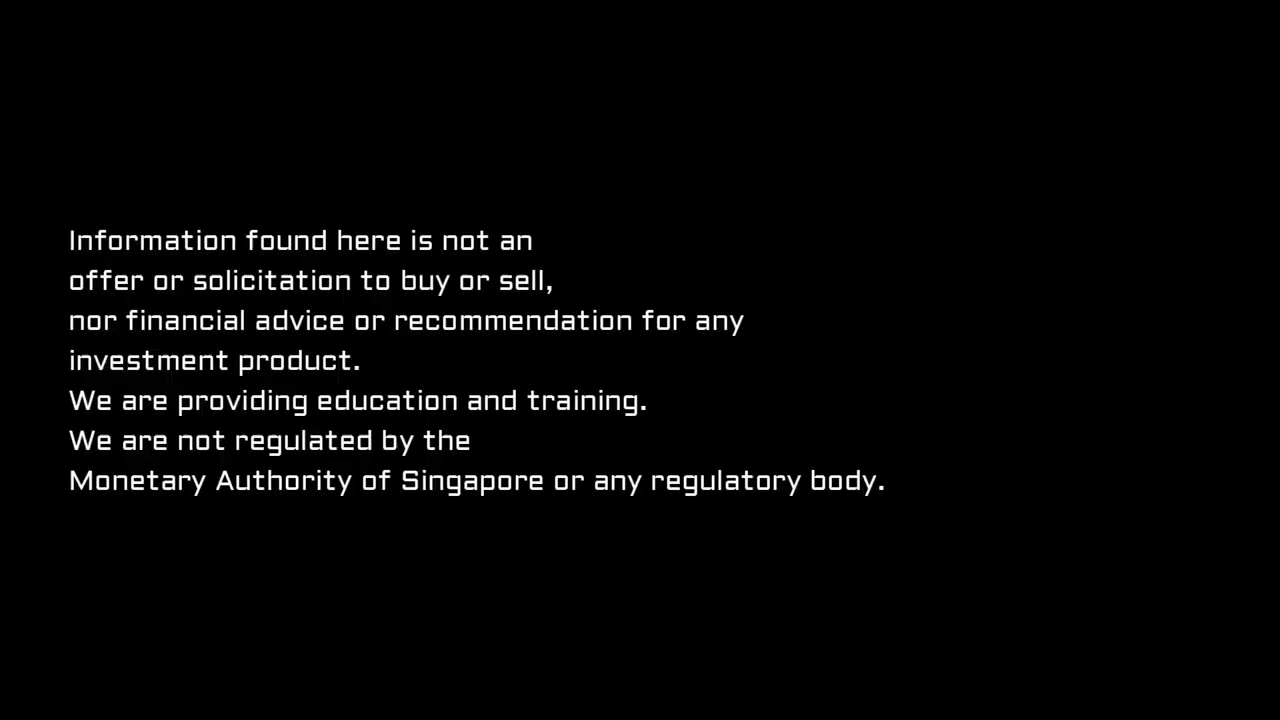 Information found here is not an
offer or solicitation to buy or sell,
nor financial advice or recommendation for any
investment product.
We are providing education and training.
We are not regulated by the
Monetary Authority of Singapore or any regulatory body.